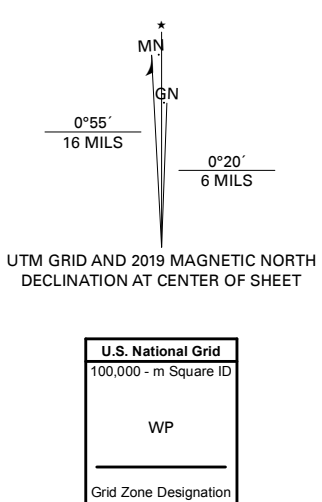 ★
MN
GN
0°55´
16 MILS
0°20´
6 MILS
UTM GRID AND 2019 MAGNETIC NORTH
DECLINATION AT CENTER OF SHEET
U.S. National Grid
100,000 - m Square ID
WP
Grid Zone Designation